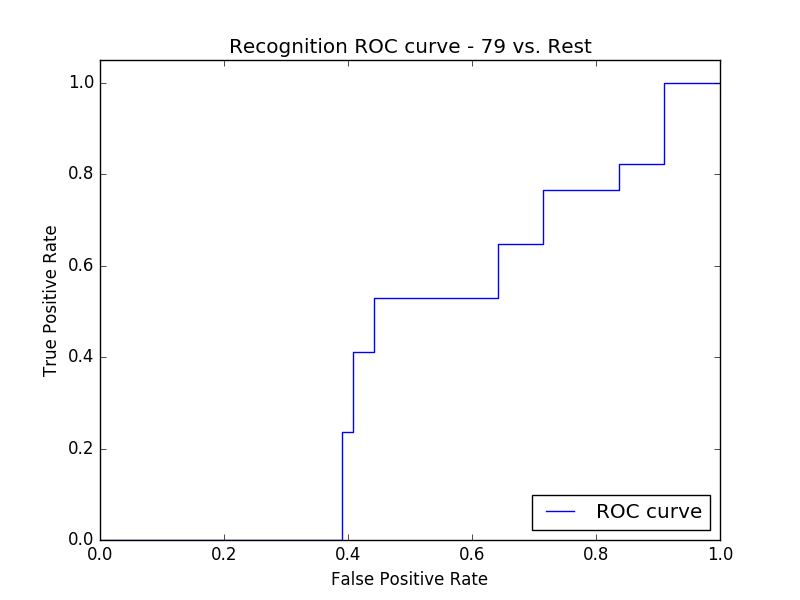 Recognition ROC curve - 79 vs. Rest
1.0
0.8
0.6
0.4
0.2
0.0
True Positive Rate
ROC curve
0.0 0.2 0.4 0.6 0.8 1.0
False Positive Rate